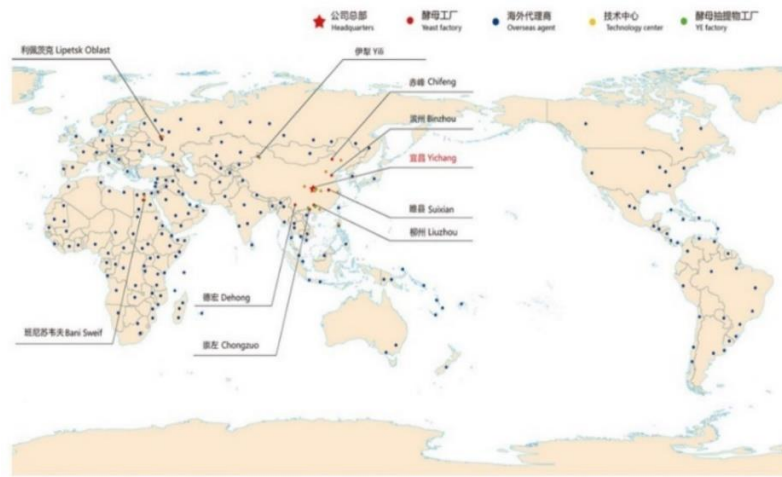 公司总部
Headquarters
酵母工厂
Yeast factory
海外代理商
Overseas agent
技术中心
Technology center
酵母抽提物工厂
YE factory
利佩茨克 Lipetsk Oblast
伊犁 Yili
赤峰 Chifeng
滨州 Binzhou
宜昌 Yichang
睢县 Suixian
柳州 Liuzhou
德宏 Dehong
班尼苏韦夫 Bani Sweif
崇左 Chongzuo